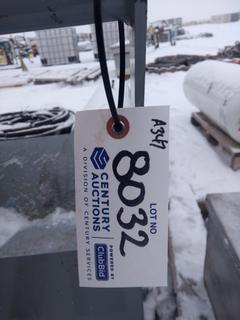 A347
LOT NO
8032
CENTURY
AUCTIONS
A DIVISION OF CENTURY SERVICES
POWERED BY
ClubBid